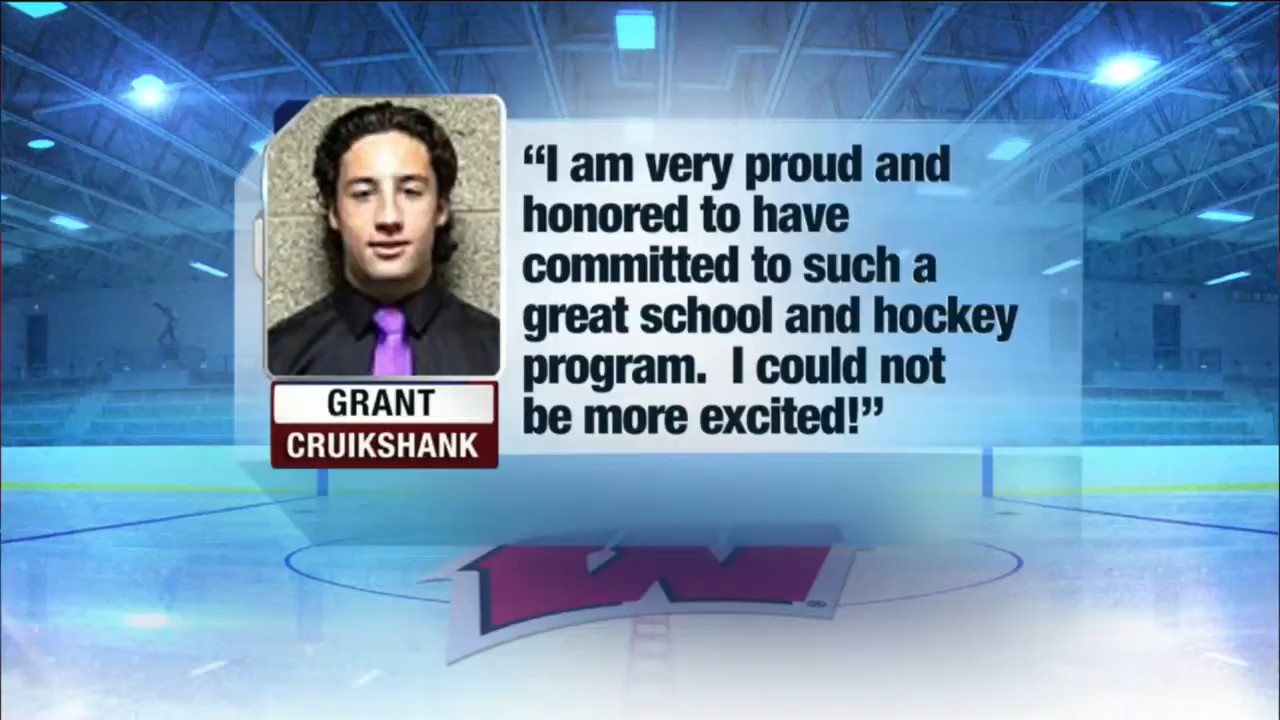 “I am very proud and
honored to have
committed to such a
great school and hockey
program.  I could not
be more excited!”
GRANT
CRUIKSHANK
W